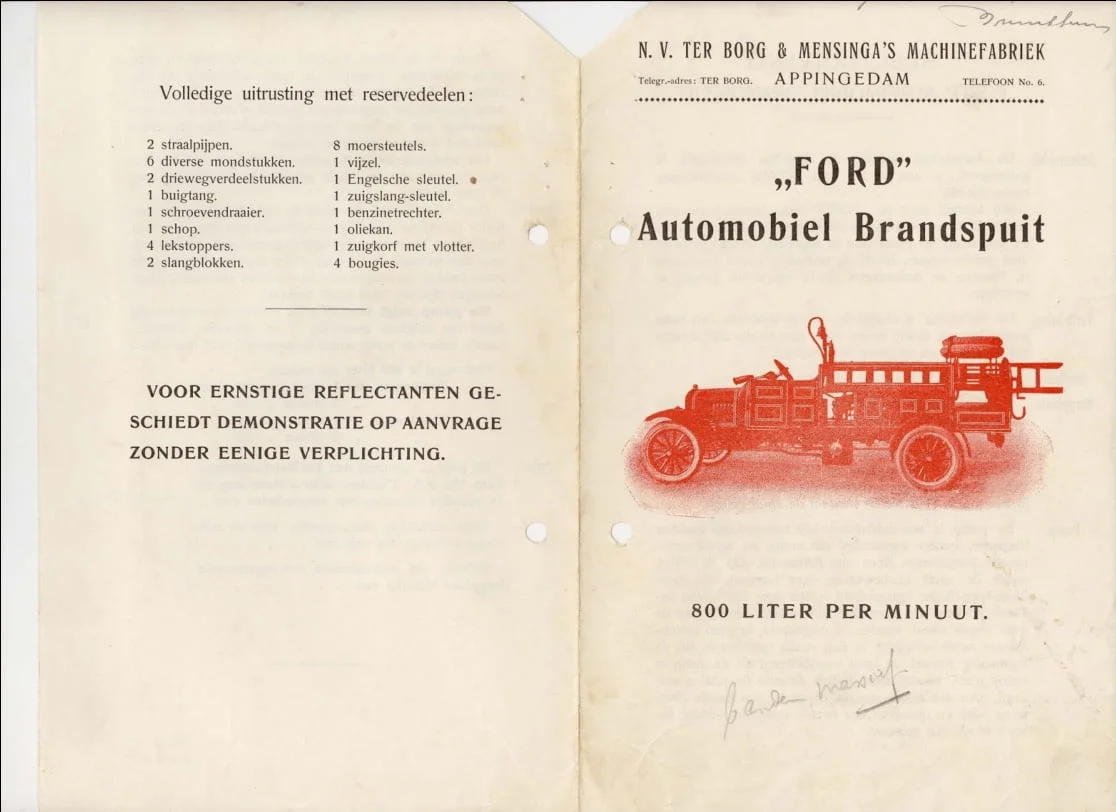 Volledige uitrusting met reservedeelen:
2 straalpijpen.
6 diverse mondstukken.
2 driewegverdeelstukken.
1 buigtang.
1 schroevendraaier.
1 schop.
4 lekstoppers.
2 slangblokken.
8 moersteutels.
1 vijzel.
1 Engelsche sleutel.
1 zuigslang-sleutel.
1 benzinetrechter.
1 oliekan.
1 zuigkorf met vlotter.
4 bougies.
VOOR ERNSTIGE REFLECTANTEN GE-
SCHIEDT DEMONSTRATIE OP AANVRAGE
ZONDER EENIGE VERPLICHTING.
N. V. TER BORG & MENSINGA'S MACHINEFABRIEK
Telegr.-adres: TER BORG. APPINGEDAM TELEFOON No. 6.
„FORD”
Automobiel Brandspuit
800 LITER PER MINUUT.
banden massief